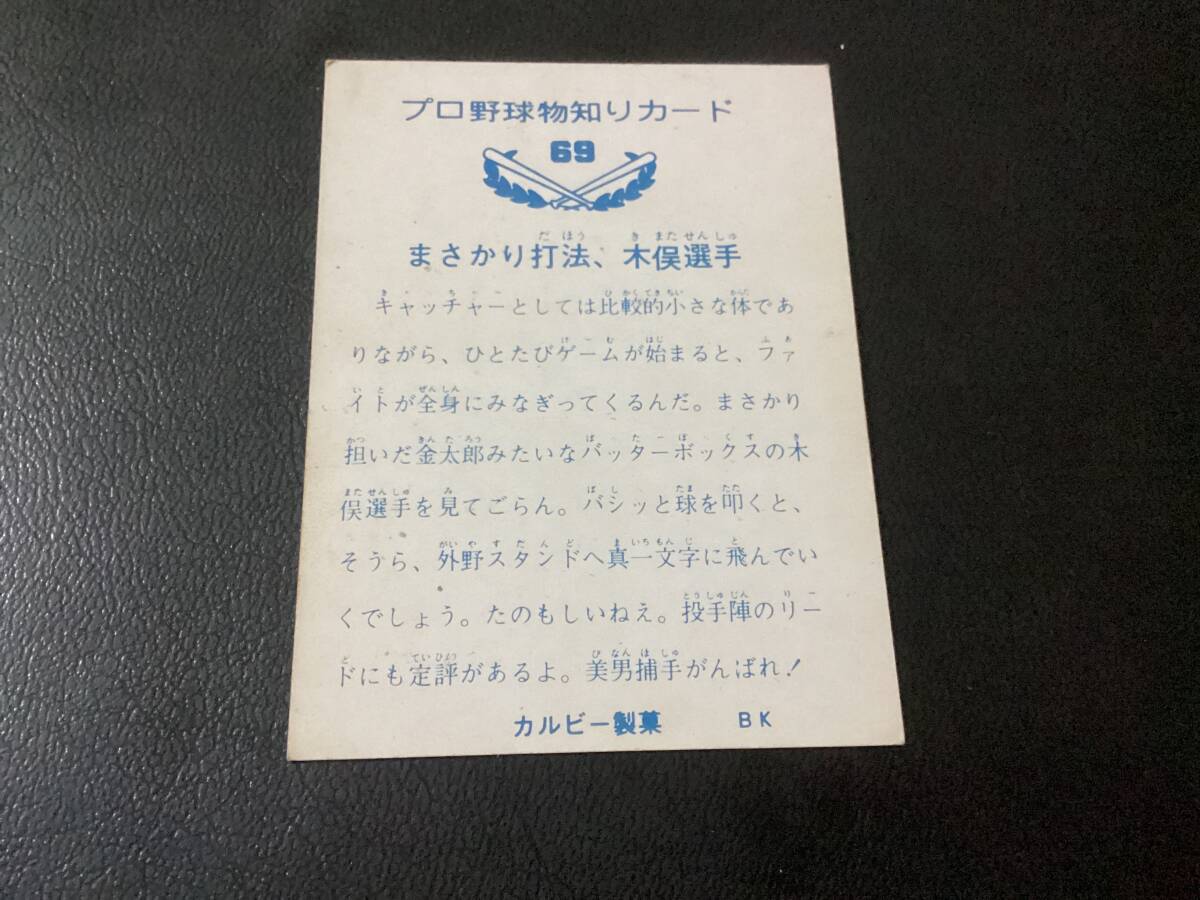 プロ野球物知りカード
69
まさかり打法、木俣選手
キャッチャーとしては比較的小さな体であ
りながら、ひとたびゲームが始まると、ファ
イトが全身にみなぎってくるんだ。まさかり
担いだ金太郎みたいなバッターボックスの木
俣選手を見てごらん。バシッと球を叩くと、
そうら、外野スタンドへ真一文字に飛んでい
くでしょう。たのもしいねえ。投手陣のリー
ドにも定評があるよ。美男捕手がんばれ！
カルビー製菓 BK